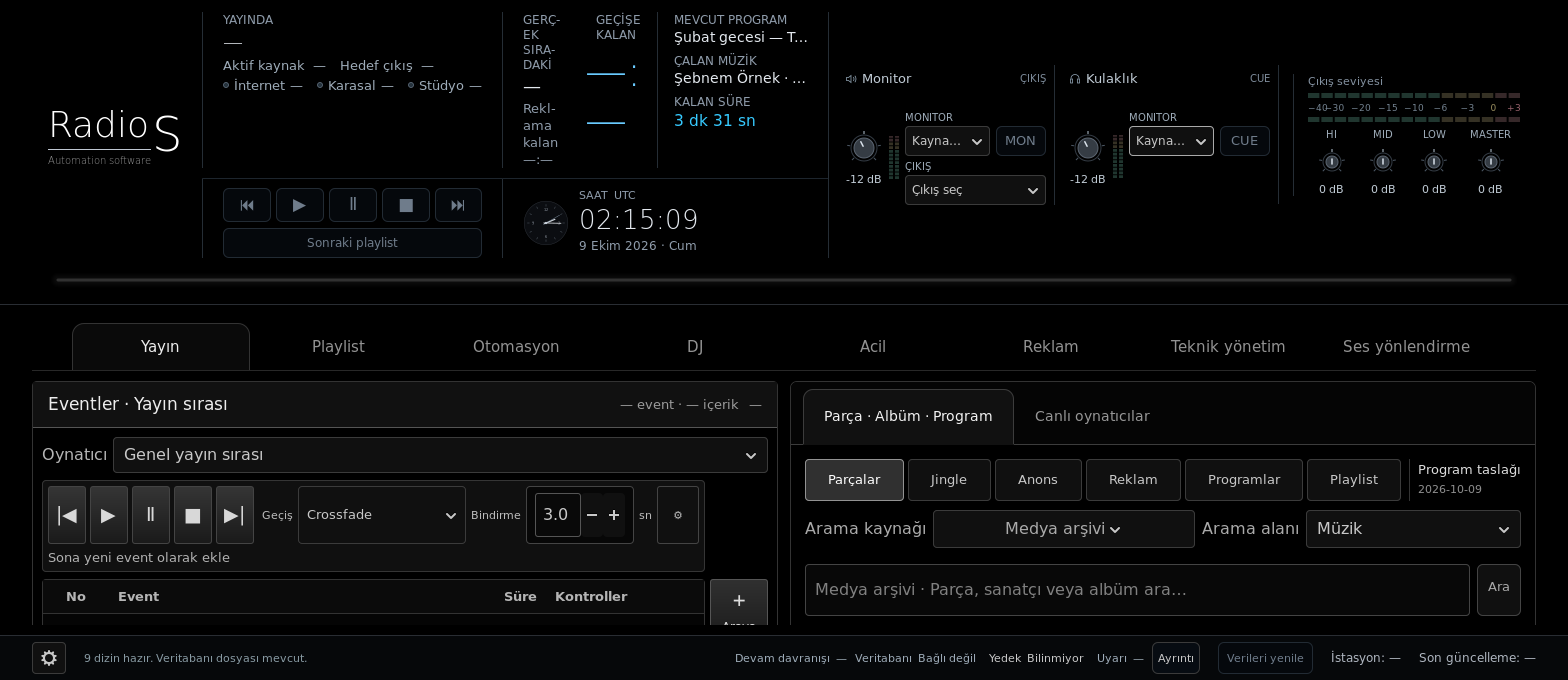 Radio S
Automation software
YAYINDA
—
Aktif kaynak — Hedef çıkış —
İnternet — Karasal — Stüdyo —
GERÇ-
EK
SIRA-
DAKİ
—
Rekl-
ama
kalan
—:—
GEÇİŞE
KALAN
—:—
MEVCUT PROGRAM
Şubat gecesi — T…
ÇALAN MÜZİK
Şebnem Örnek · …
KALAN SÜRE
3 dk 31 sn
Sonraki playlist
SAAT UTC
02:15:09
9 Ekim 2026 · Cum
Monitor ÇIKIŞ
MONITOR
Kayna… MON
-12 dB
ÇIKIŞ
Çıkış seç
Kulaklık CUE
MONITOR
Kayna… CUE
-12 dB
Çıkış seviyesi
−40 −30 −20 −15 −10 −6 −3 0 +3
HI MID LOW MASTER
0 dB 0 dB 0 dB 0 dB
Yayın Playlist Otomasyon DJ Acil Reklam Teknik yönetim Ses yönlendirme
Eventler · Yayın sırası — event · — içerik —
Oynatıcı Genel yayın sırası
Geçiş Crossfade Bindirme 3.0 − + sn
Sona yeni event olarak ekle
No Event Süre Kontroller
+
Parça · Albüm · Program Canlı oynatıcılar
Parçalar Jingle Anons Reklam Programlar Playlist Program taslağı
2026-10-09
Arama kaynağı Medya arşivi Arama alanı Müzik
Medya arşivi · Parça, sanatçı veya albüm ara… Ara
9 dizin hazır. Veritabanı dosyası mevcut.
Devam davranışı — Veritabanı Bağlı değil Yedek Bilinmiyor Uyarı — Ayrıntı Verileri yenile İstasyon: — Son güncelleme: —